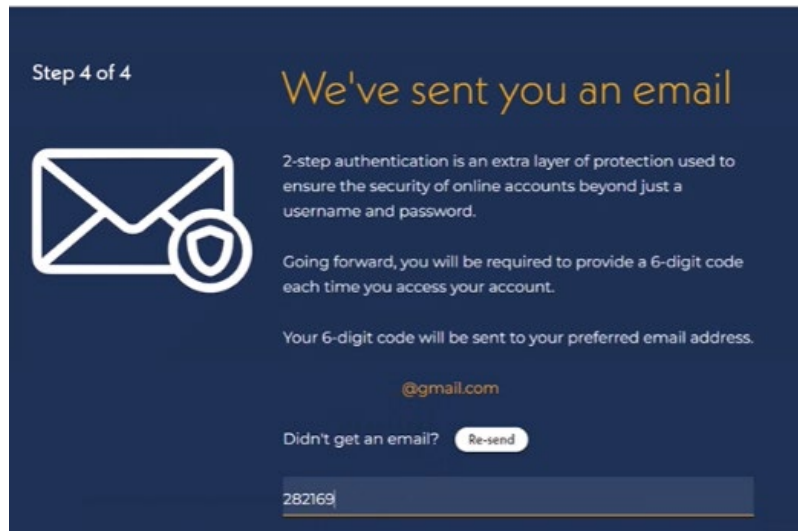 Step 4 of 4
We've sent you an email
2-step authentication is an extra layer of protection used to
ensure the security of online accounts beyond just a
username and password.
Going forward, you will be required to provide a 6-digit code
each time you access your account.
Your 6-digit code will be sent to your preferred email address.
@gmail.com
Didn't get an email? Re-send
282169